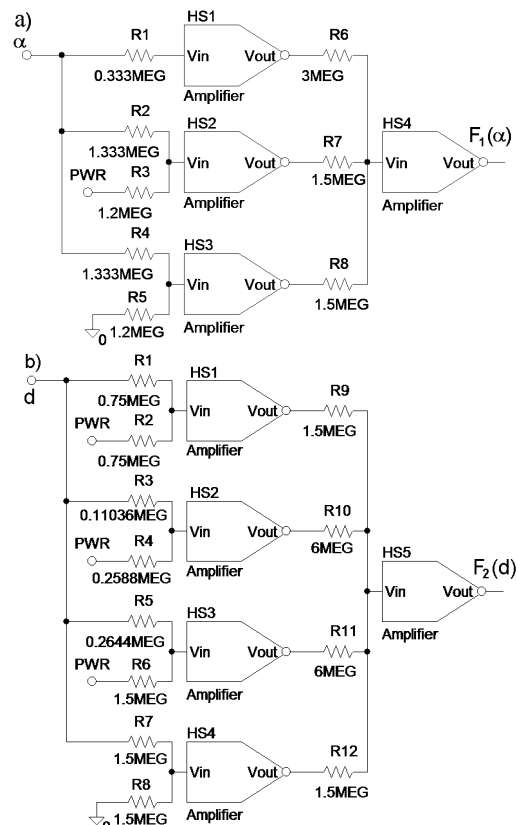 a)
α
R1
0.333MEG
HS1
Vin
Vout
Amplifier
R6
3MEG
R2
1.333MEG
PWR
R3
1.2MEG
HS2
Vin
Vout
Amplifier
R7
1.5MEG
HS4
Vin
Vout
Amplifier
F1(α)
R4
1.333MEG
R5
1.2MEG
0
HS3
Vin
Vout
Amplifier
R8
1.5MEG
b)
d
R1
0.75MEG
PWR
R2
0.75MEG
HS1
Vin
Vout
Amplifier
R9
1.5MEG
R3
0.11036MEG
PWR
R4
0.2588MEG
HS2
Vin
Vout
Amplifier
R10
6MEG
HS5
Vin
Vout
Amplifier
F2(d)
R5
0.2644MEG
PWR
R6
1.5MEG
HS3
Vin
Vout
Amplifier
R11
6MEG
R7
1.5MEG
R8
1.5MEG
HS4
Vin
Vout
Amplifier
R12
1.5MEG